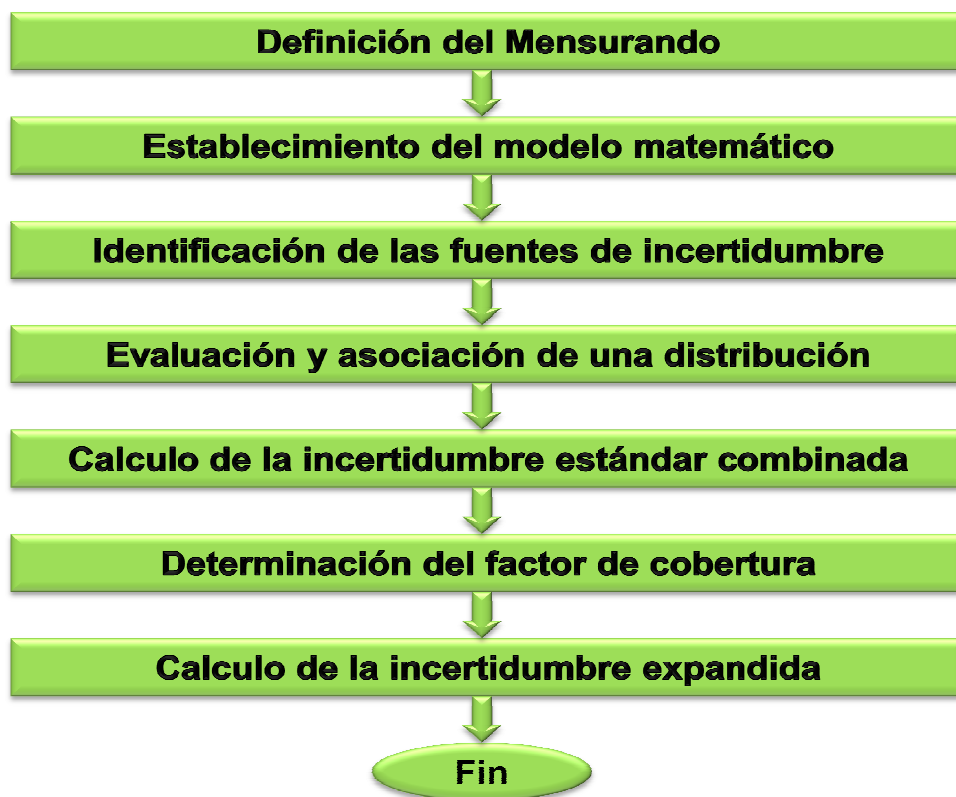 Definición del Mensurando
Establecimiento del modelo matemático
Identificación de las fuentes de incertidumbre
Evaluación y asociación de una distribución
Calculo de la incertidumbre estándar combinada
Determinación del factor de cobertura
Calculo de la incertidumbre expandida
Fin